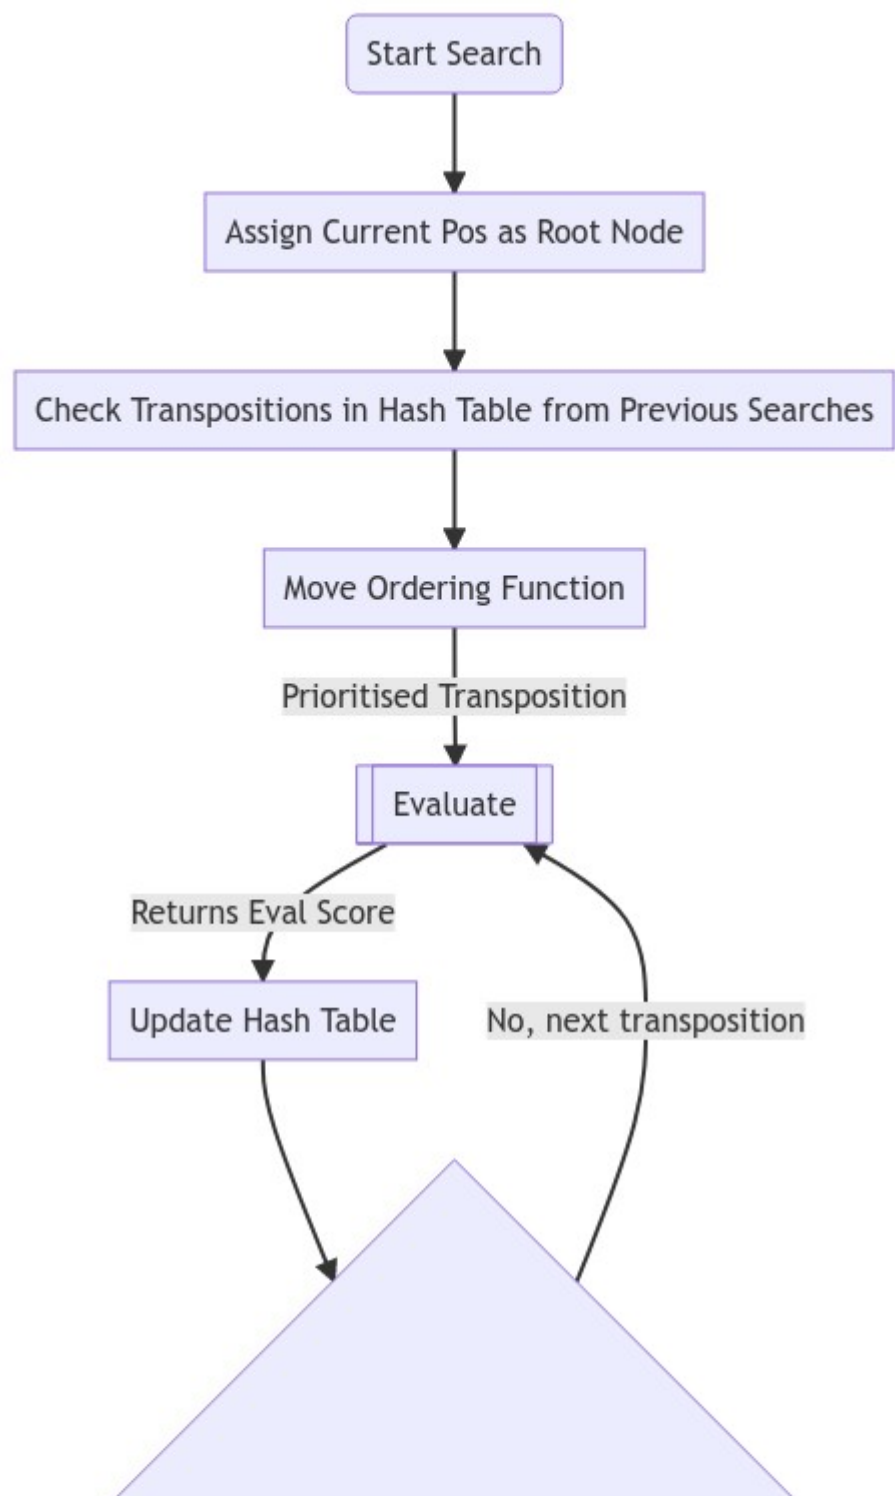 Start Search
Assign Current Pos as Root Node
Check Transpositions in Hash Table from Previous Searches
Move Ordering Function
Prioritised Transposition
Evaluate
Returns Eval Score
Update Hash Table
No, next transposition